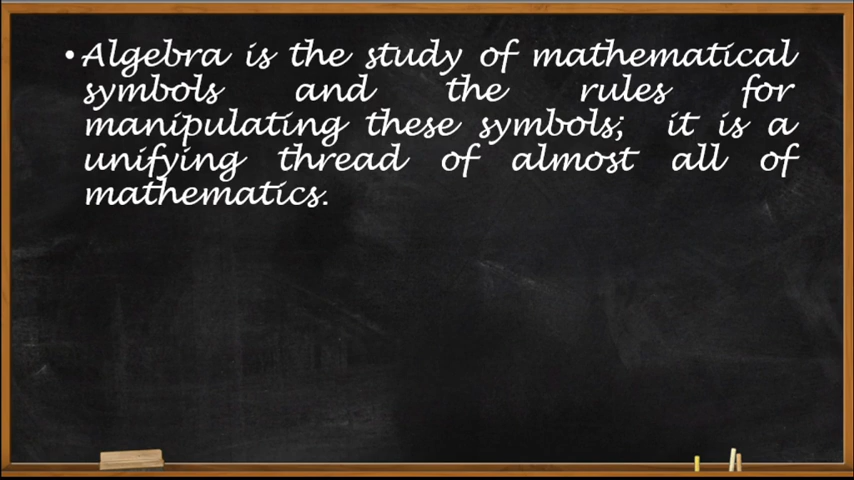 •Algebra is the study of mathematical
symbols and the rules for
manipulating these symbols; it is a
unifying thread of almost all of
mathematics.